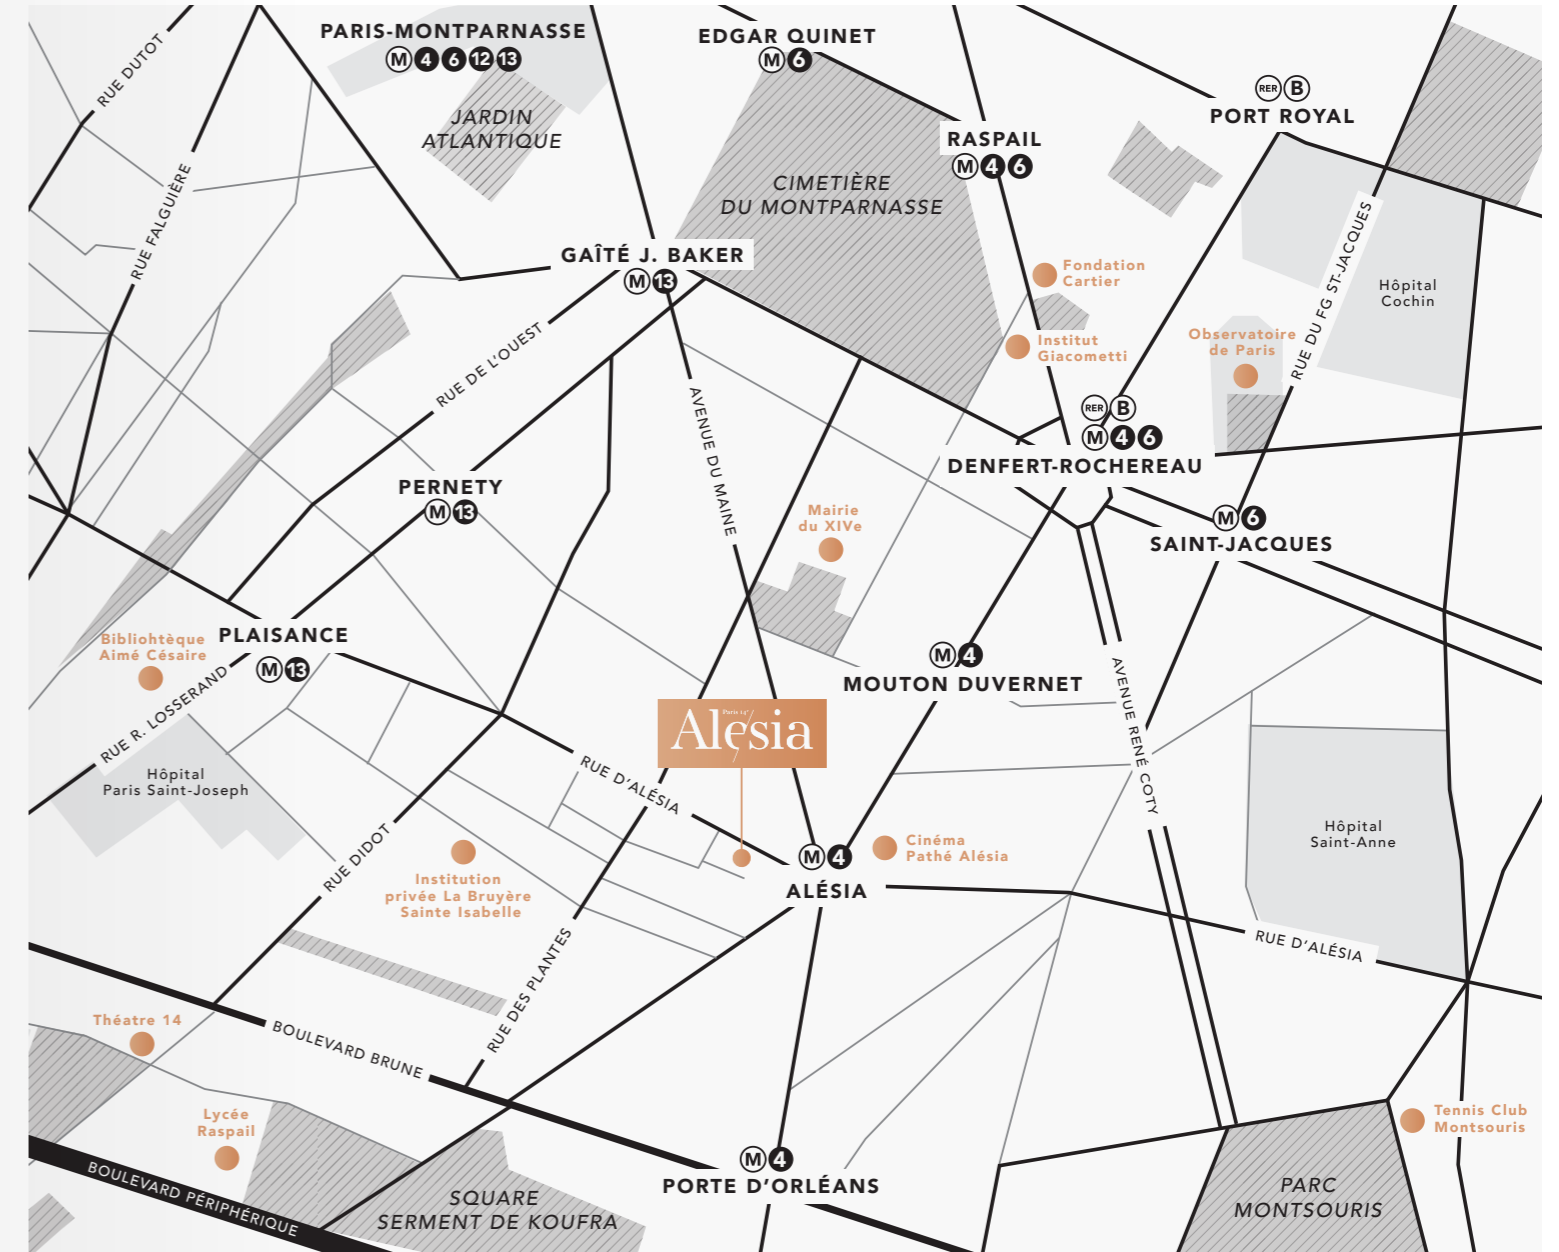 PARIS-MONTPARNASSE
M 4 6 12 13
EDGAR QUINET
M 6
RUE DUTOT
RER B
PORT ROYAL
JARDIN
ATLANTIQUE
RASPAIL
M 4 6
CIMETIÈRE
DU MONTPARNASSE
RUE FALGUIÈRE
GAÎTÉ J. BAKER
M 13
Fondation
Cartier
RUE DU FG ST-JACQUES
Hôpital
Cochin
Institut
Giacometti
Observatoire
de Paris
RUE DE L'OUEST
AVENUE DU MAINE
RER B
M 4 6
DENFERT-ROCHEREAU
PERNETY
M 13
Mairie
du XIVe
M 6
SAINT-JACQUES
Bibliohtèque
Aimé Césaire
PLAISANCE
M 13
M 4
MOUTON DUVERNET
RUE R. LOSSERAND
AVENUE RENÉ COTY
Paris 14e
Alésia
Hôpital
Paris Saint-Joseph
RUE D'ALÉSIA
RUE DIDOT
Hôpital
Saint-Anne
Cinéma
Pathé Alésia
M 4
ALÉSIA
Institution
privée La Bruyère
Sainte Isabelle
RUE D'ALÉSIA
RUE DES PLANTES
Théatre 14
BOULEVARD BRUNE
Lycée
Raspail
Tennis Club
Montsouris
M 4
PORTE D'ORLÉANS
BOULEVARD PÉRIPHÉRIQUE
SQUARE
SERMENT DE KOUFRA
PARC
MONTSOURIS